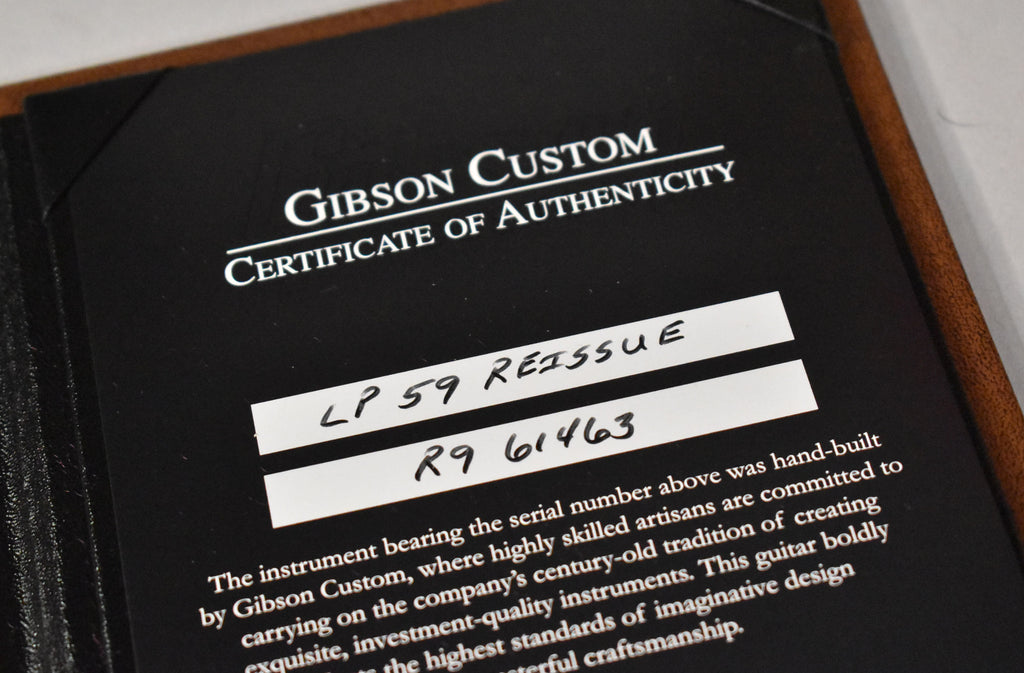 GIBSON CUSTOM
CERTIFICATE OF AUTHENTICITY
LP 59 REISSUE
R9 61463
The instrument bearing the serial number above was hand-built
by Gibson Custom, where highly skilled artisans are committed to
carrying on the company's century-old tradition of creating
exquisite, investment-quality instruments. This guitar boldly
the highest standards of imaginative design
craftsmanship.